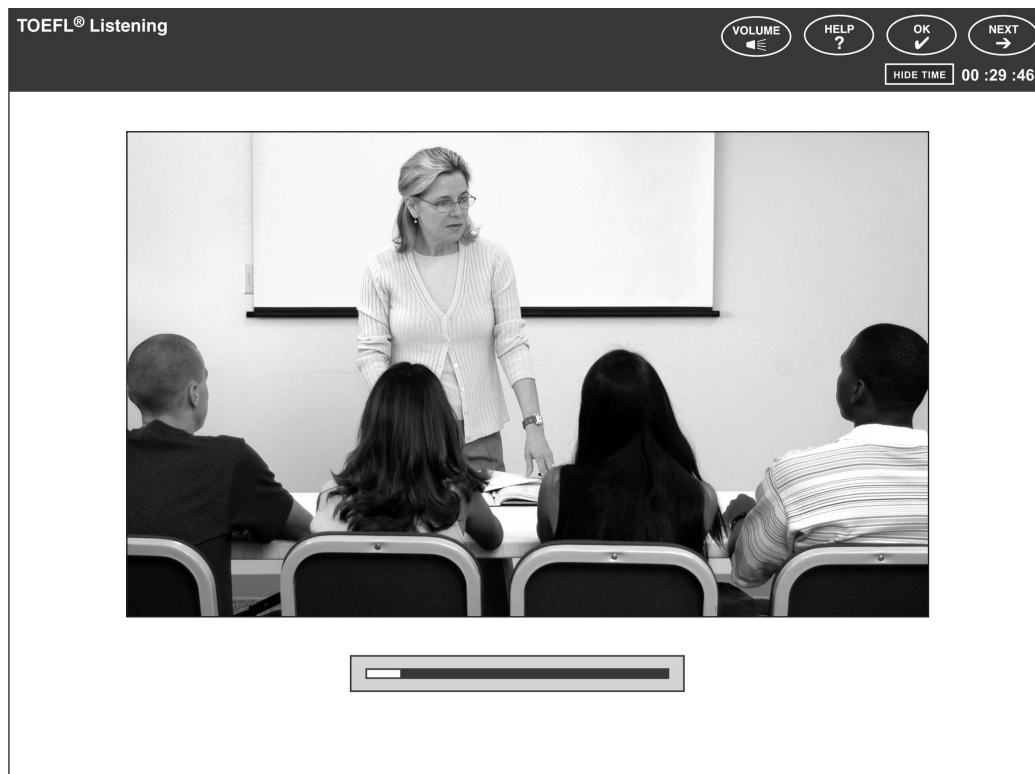 TOEFL® Listening
VOLUME
HELP
?
OK
NEXT
HIDE TIME 00 :29 :46